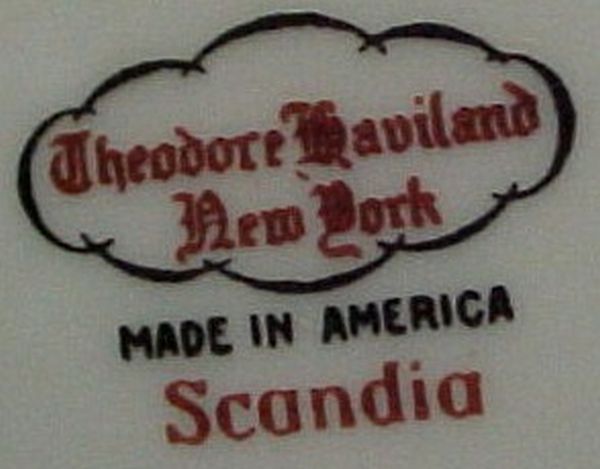 Theodore Haviland
New York
MADE IN AMERICA
Scandia